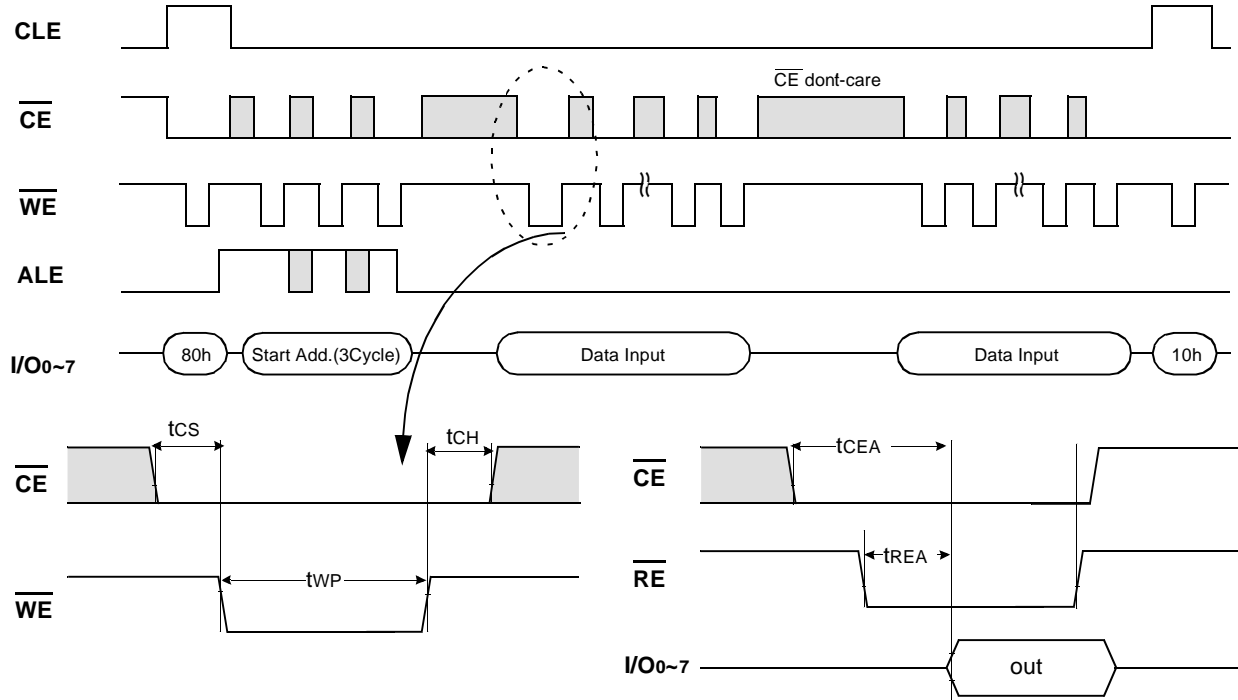 CLE
CE dont-care
CE
WE
ALE
I/O0~7 80h Start Add.(3Cycle) Data Input Data Input 10h
tCS tCH
CE
tWP
WE
tCEA
CE
tREA
RE
I/O0~7 out